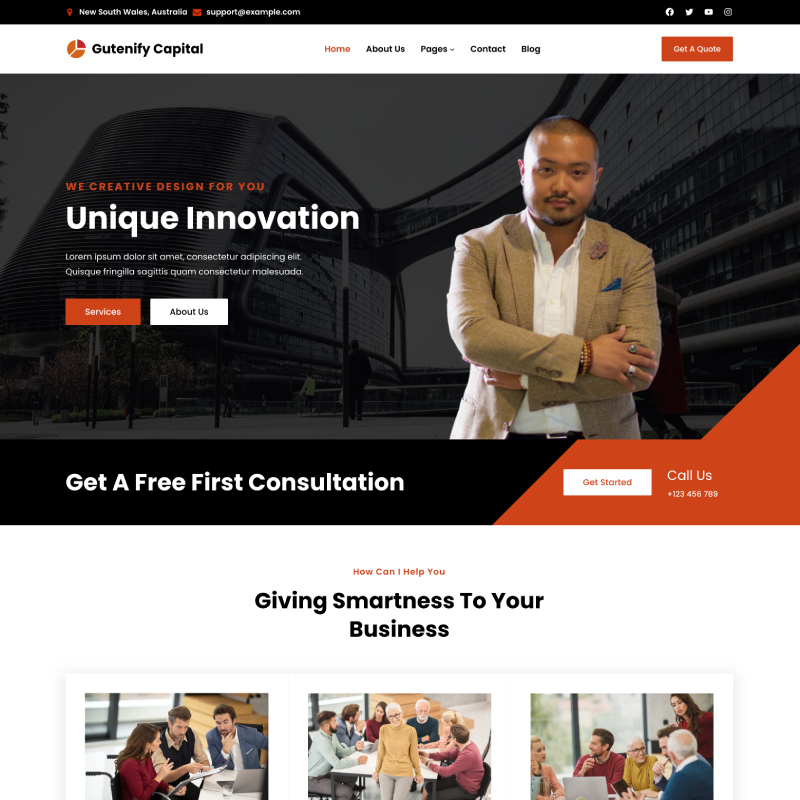 New South Wales, Australia support@example.com
Gutenify Capital
Home About Us Pages Contact Blog
Get A Quote
WE CREATIVE DESIGN FOR YOU
Unique Innovation
Lorem ipsum dolor sit amet, consectetur adipiscing elit.
Quisque fringilla sagittis quam consectetur malesuada.
Services About Us
Get A Free First Consultation
Get Started
Call Us
+123 456 789
How Can I Help You
Giving Smartness To Your
Business